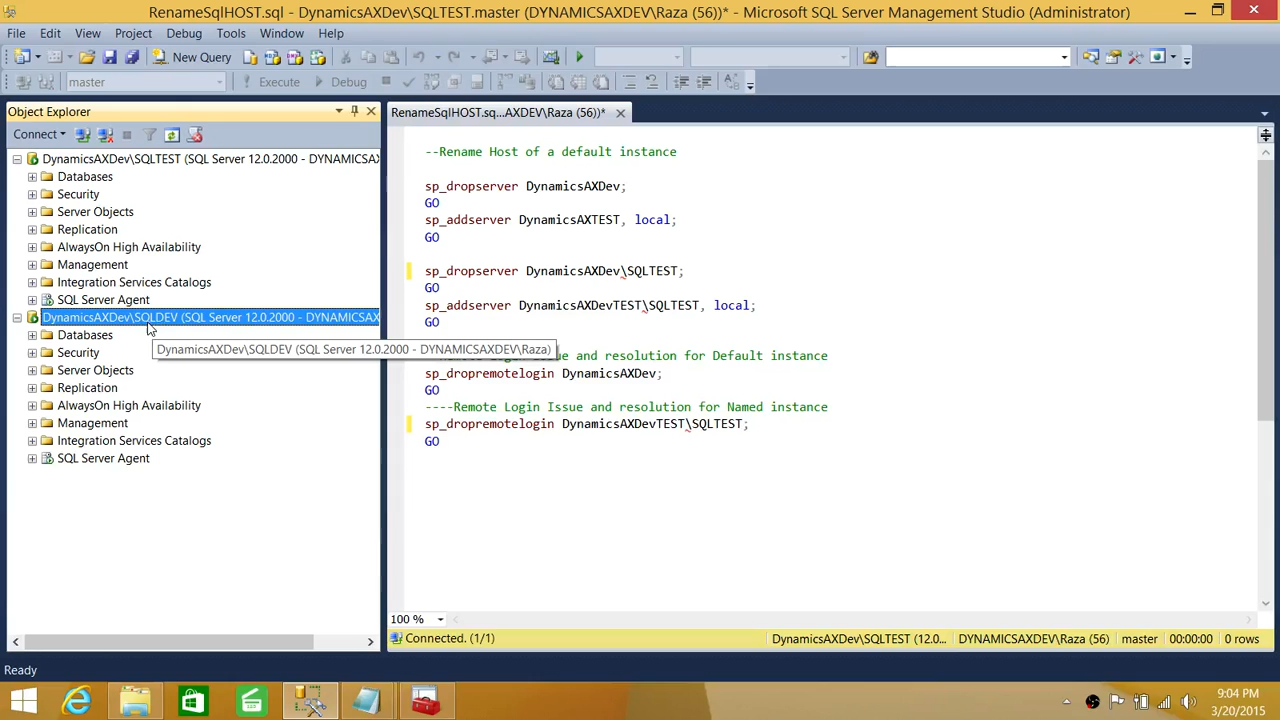 RenameSqlHOST.sql - DynamicsAXDev\SQLTEST.master (DYNAMICSAXDEV\Raza (56))* - Microsoft SQL Server Management Studio (Administrator)
File Edit View Project Debug Tools Window Help
New Query
master Execute Debug
Object Explorer
Connect
DynamicsAXDev\SQLTEST (SQL Server 12.0.2000 - DYNAMICSAX
Databases
Security
Server Objects
Replication
AlwaysOn High Availability
Management
Integration Services Catalogs
SQL Server Agent
DynamicsAXDev\SQLDEV (SQL Server 12.0.2000 - DYNAMICSAX
Databases
Security
Server Objects
Replication
AlwaysOn High Availability
Management
Integration Services Catalogs
SQL Server Agent
DynamicsAXDev\SQLDEV (SQL Server 12.0.2000 - DYNAMICSAXDEV\Raza)
RenameSqlHOST.sq...AXDEV\Raza (56))*
--Rename Host of a default instance
sp_dropserver DynamicsAXDev;
GO
sp_addserver DynamicsAXTEST, local;
GO
sp_dropserver DynamicsAXDev\SQLTEST;
GO
sp_addserver DynamicsAXDevTEST\SQLTEST, local;
GO
and resolution for Default instance
sp_dropremotelogin DynamicsAXDev;
GO
----Remote Login Issue and resolution for Named instance
sp_dropremotelogin DynamicsAXDevTEST\SQLTEST;
GO
100 %
Connected. (1/1) DynamicsAXDev\SQLTEST (12.0... DYNAMICSAXDEV\Raza (56) master 00:00:00 0 rows
Ready
9:04 PM
3/20/2015